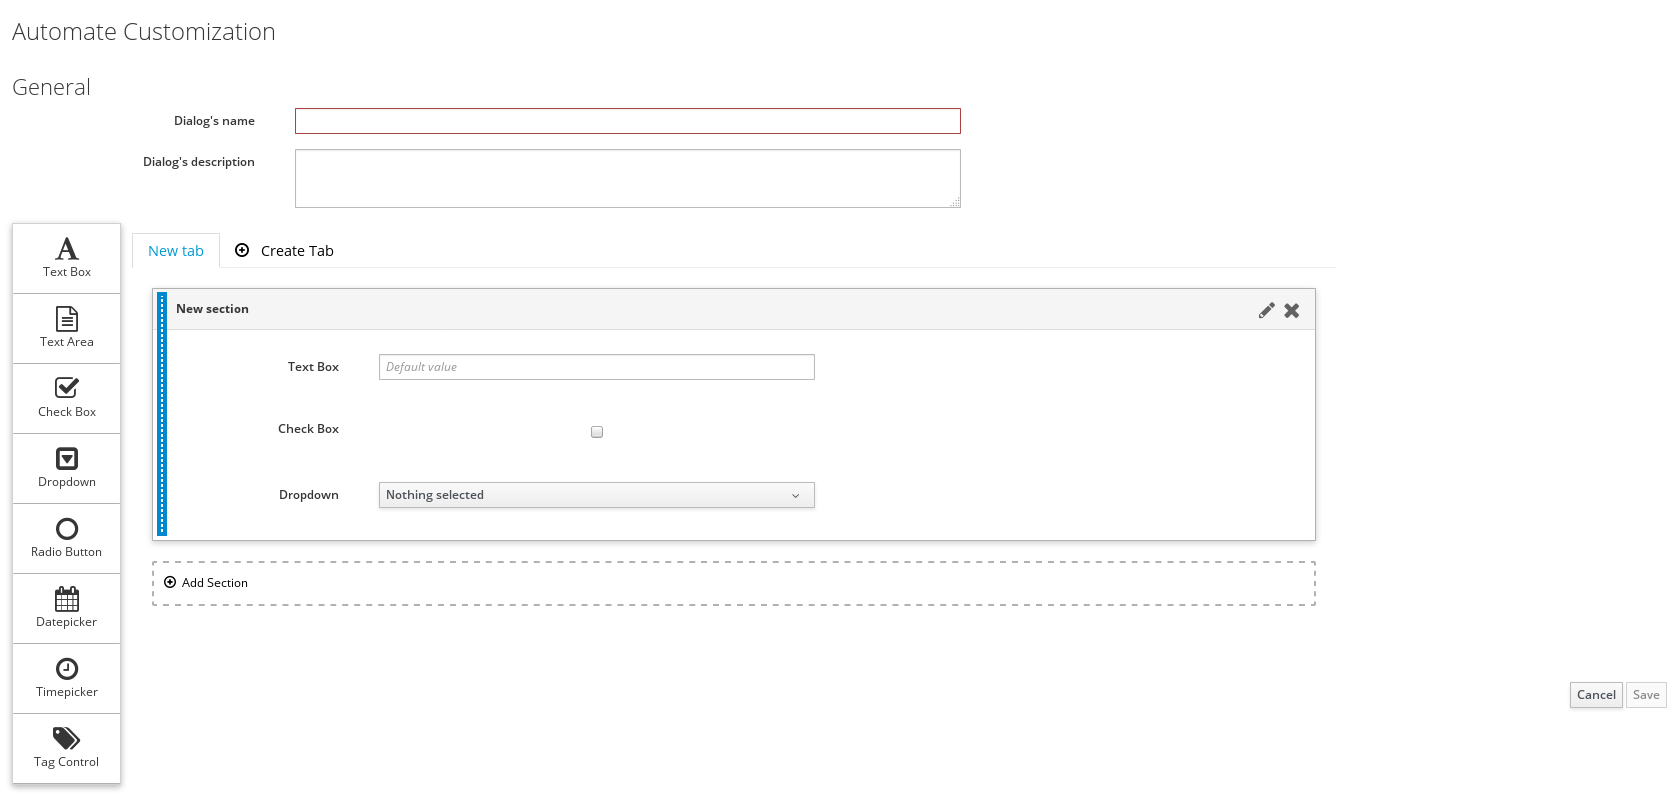 Automate Customization
General
Dialog's name
Dialog's description
Text Box
Text Area
Check Box
Dropdown
Radio Button
Datepicker
Timepicker
Tag Control
New tab
Create Tab
New section
Text Box
Default value
Check Box
Dropdown
Nothing selected
Add Section
Cancel
Save